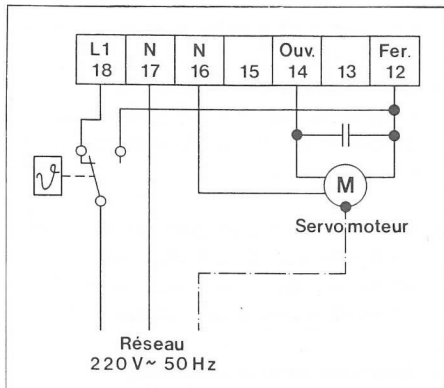 L1 N N Ouv. Fer.
18 17 16 15 14 13 12
M
Servomoteur
ϑ
Réseau
220 V~ 50 Hz